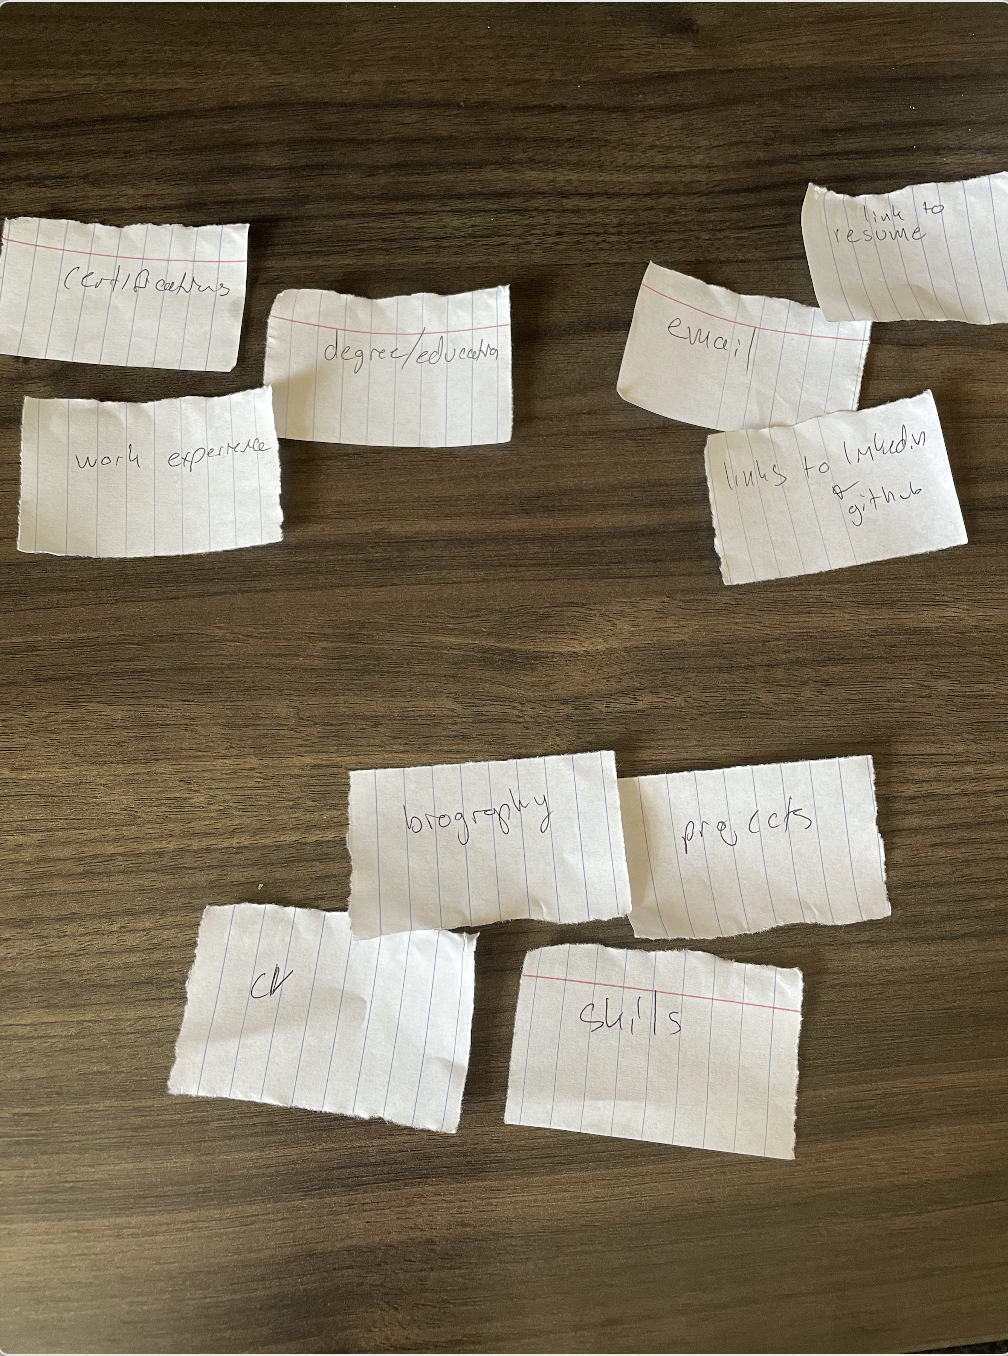 link to
resume
certifications
email
degree/education
work experience
links to linkedin
&
github
biography
projects
CV
Skills